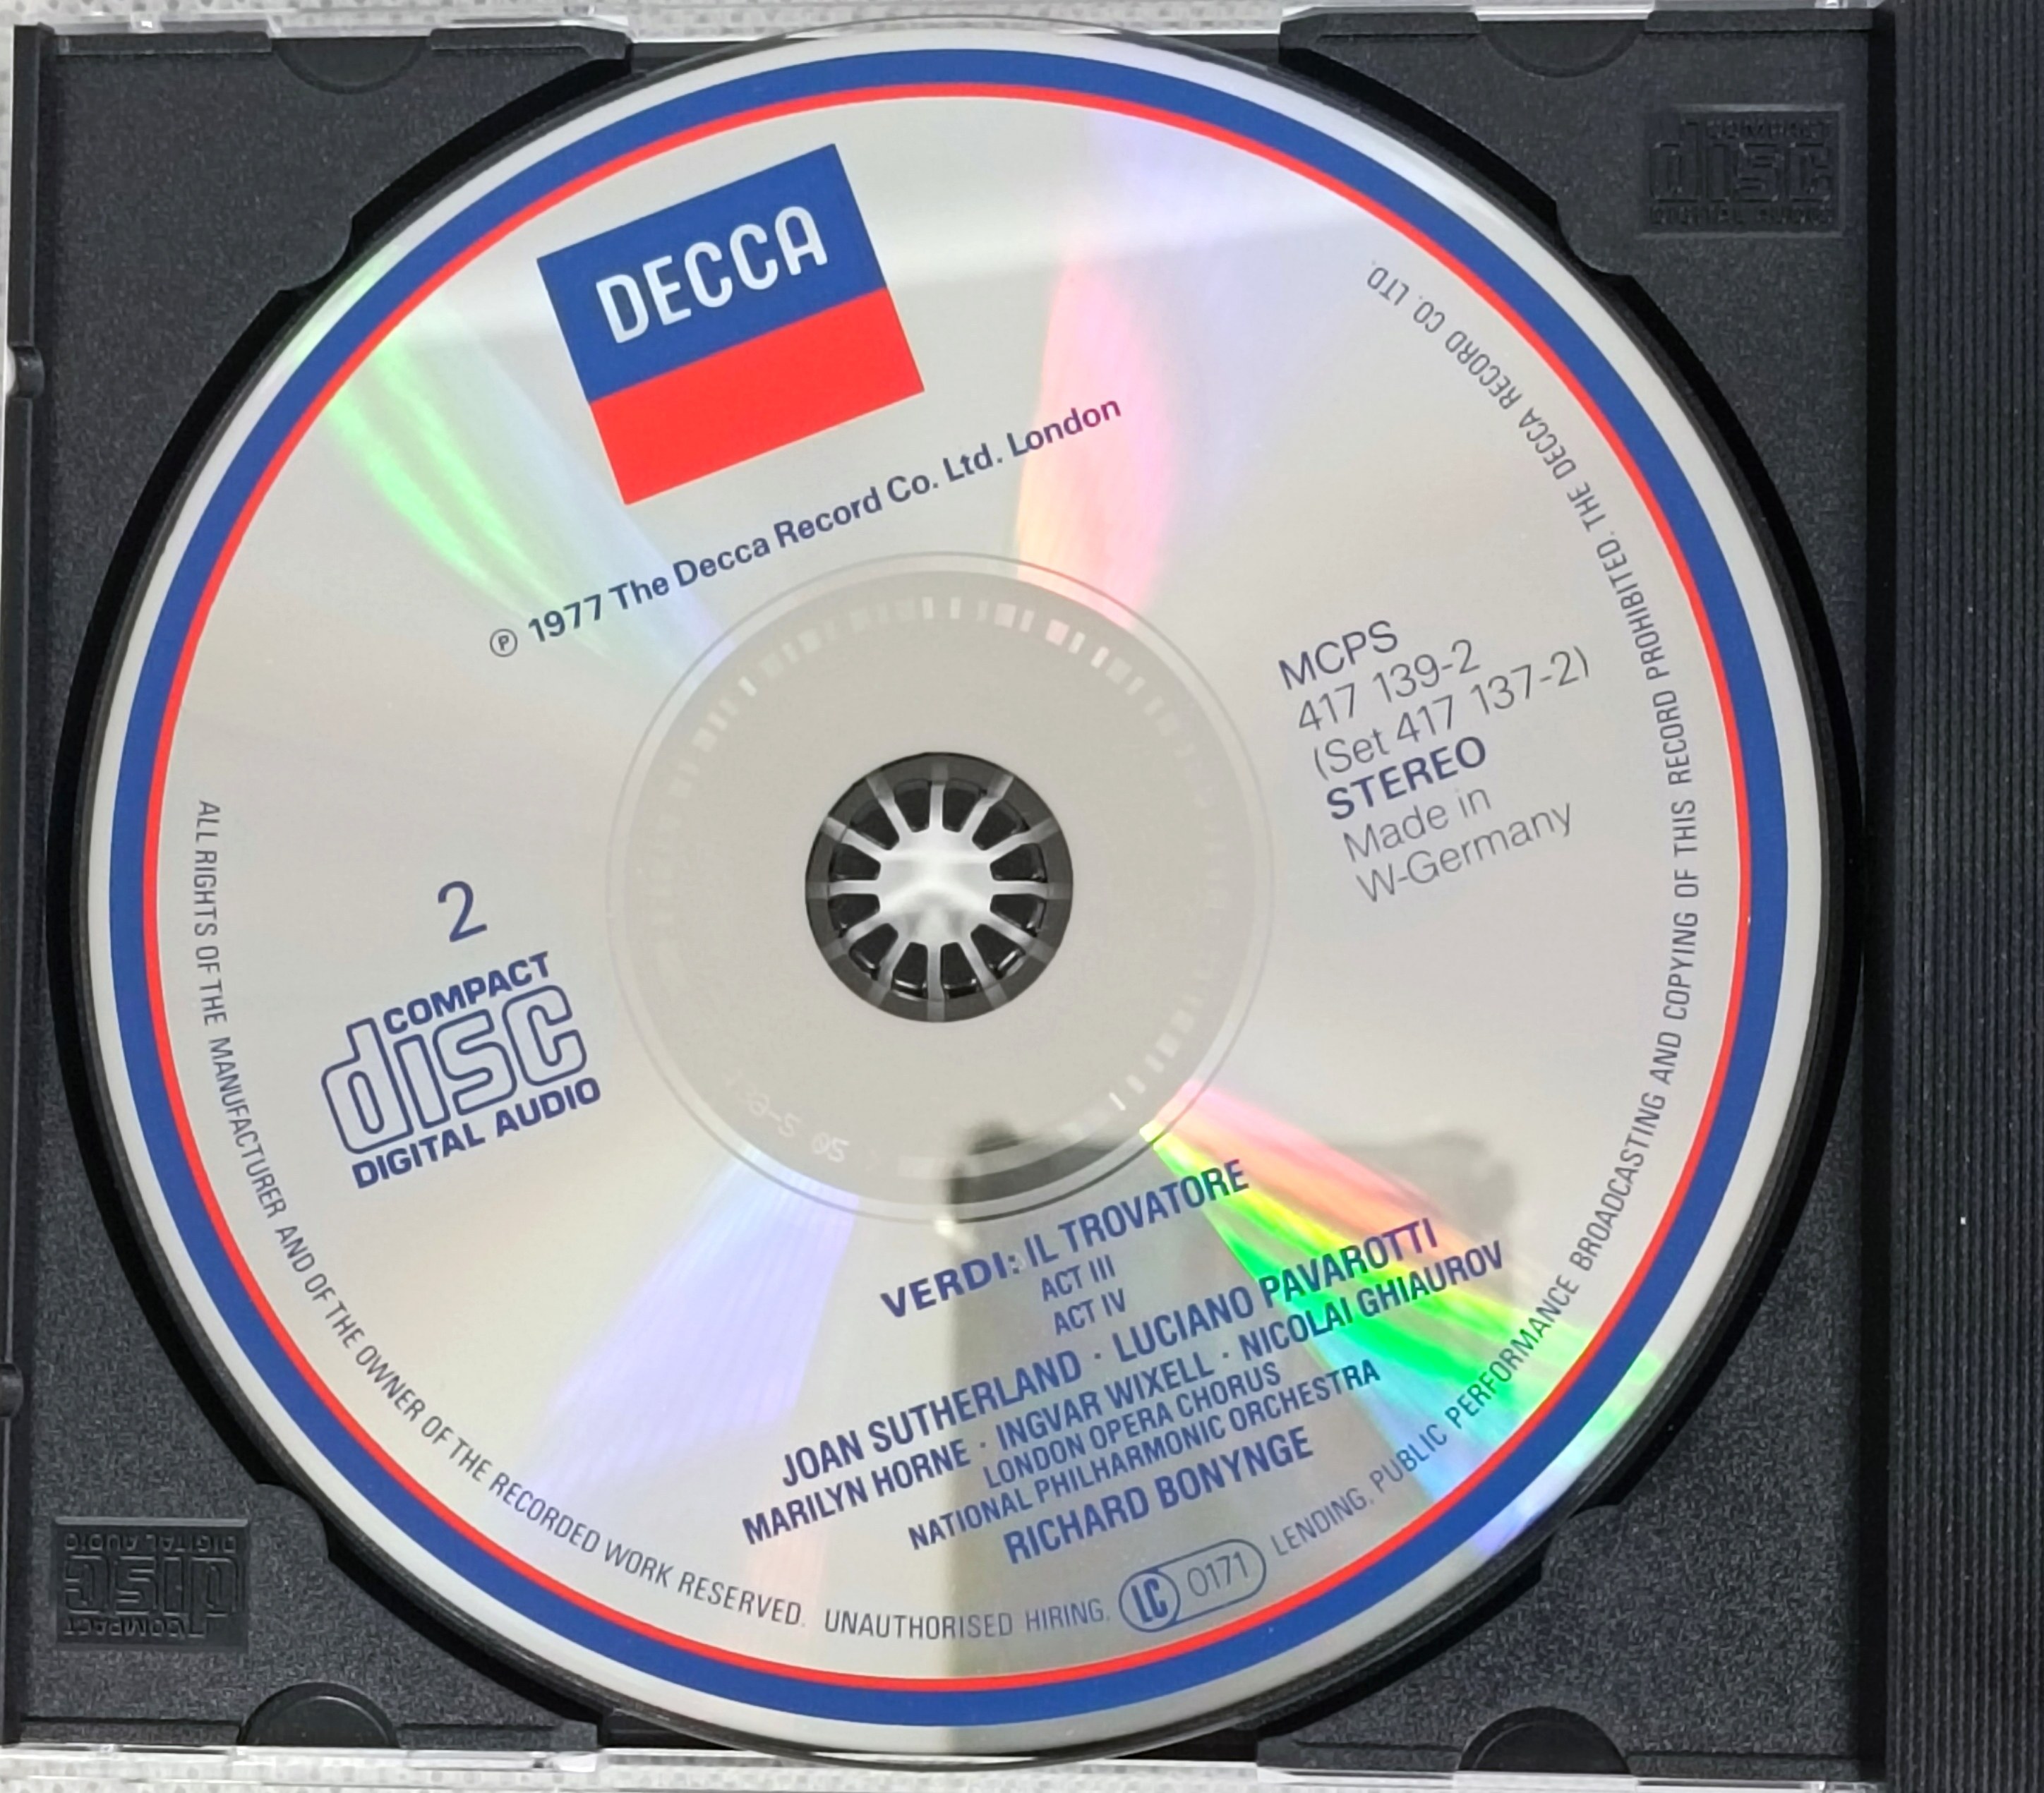 DECCA
℗ 1977 The Decca Record Co. Ltd. London
MCPS
417 139-2
(Set 417 137-2)
STEREO
Made in
W-Germany
2
COMPACT
disc
DIGITAL AUDIO
VERDI: IL TROVATORE
ACT III
ACT IV
JOAN SUTHERLAND · LUCIANO PAVAROTTI
MARILYN HORNE · INGVAR WIXELL · NICOLAI GHIAUROV
LONDON OPERA CHORUS
NATIONAL PHILHARMONIC ORCHESTRA
RICHARD BONYNGE
LC 0171
ALL RIGHTS OF THE MANUFACTURER AND OF THE OWNER OF THE RECORDED WORK RESERVED. UNAUTHORISED HIRING, LENDING, PUBLIC PERFORMANCE BROADCASTING AND COPYING OF THIS RECORD PROHIBITED. THE DECCA RECORD CO. LTD.
COMPACT
disc
DIGITAL AUDIO
COMPACT
disc
DIGITAL AUDIO